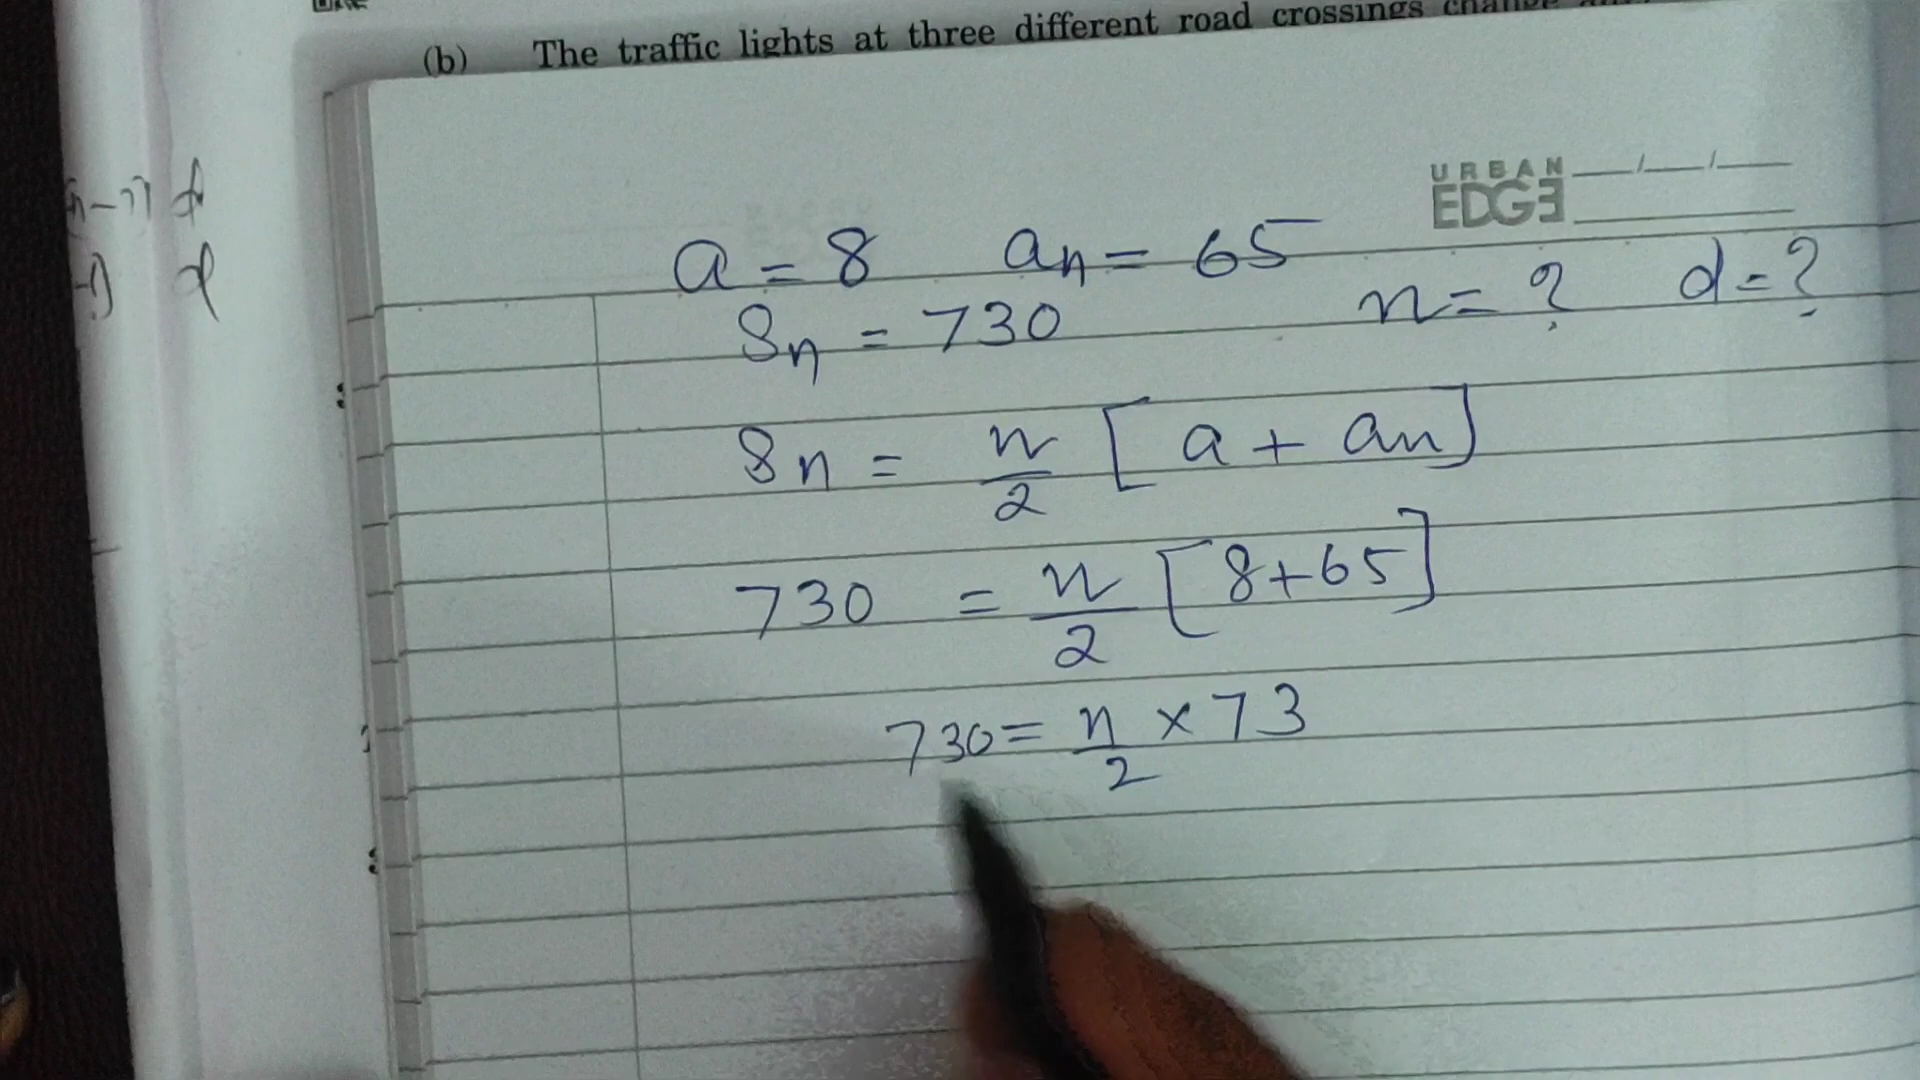 (b) The traffic lights at three different road crossings change
URBAN
EDGE
a = 8 an = 65
Sn = 730 n = ? d = ?
Sn = n/2 [a + an]
730 = n/2 [8+65]
730 = n/2 × 73